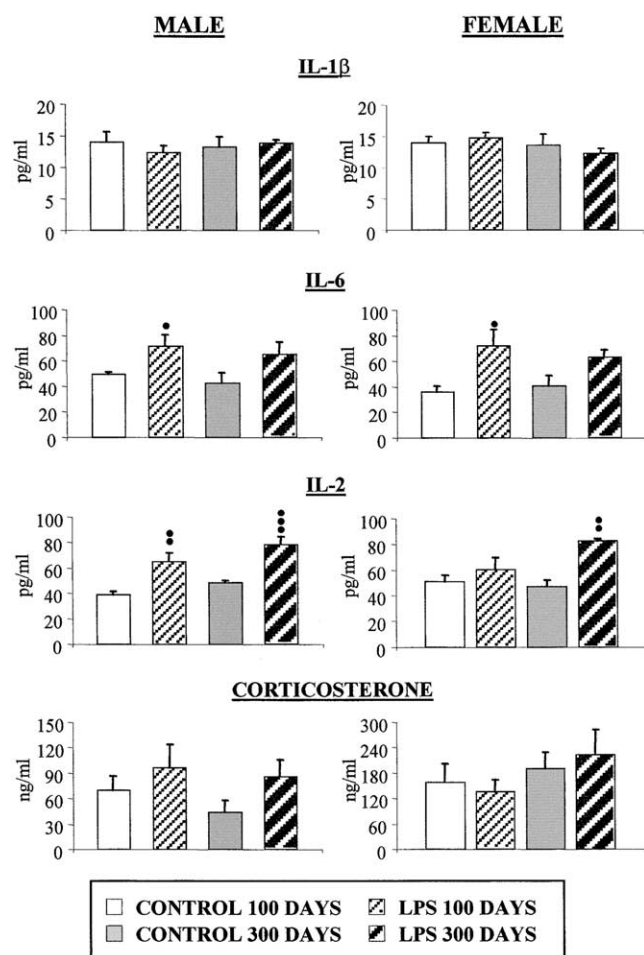 MALE FEMALE
IL-1β
20 20
15 15
10 10
5 5
0 0
pg/ml pg/ml
IL-6
100 100
80 80
60 60
40 40
20 20
0 0
pg/ml pg/ml
IL-2
100 100
80 80
60 60
40 40
20 20
0 0
pg/ml pg/ml
CORTICOSTERONE
150 300
120 240
90 180
60 120
30 60
0 0
ng/ml ng/ml
CONTROL 100 DAYS LPS 100 DAYS
CONTROL 300 DAYS LPS 300 DAYS